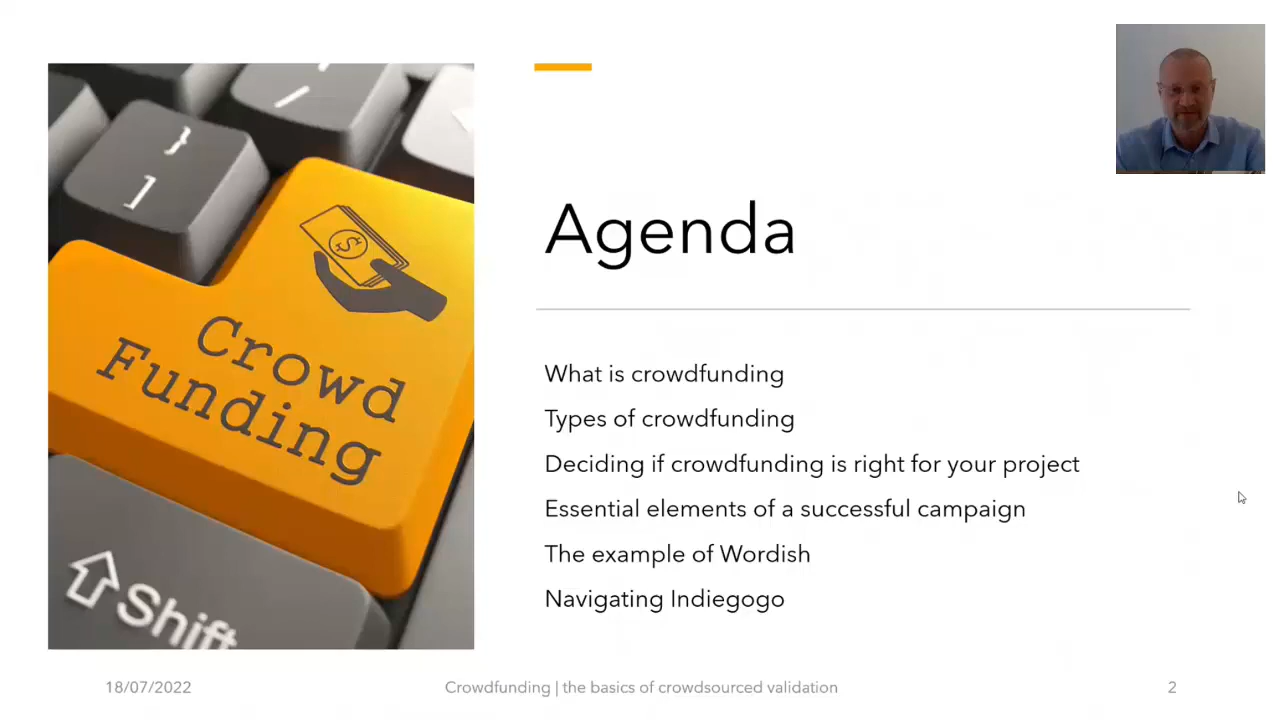 }
]
/
Crowd
Funding
Shift
Agenda
What is crowdfunding
Types of crowdfunding
Deciding if crowdfunding is right for your project
Essential elements of a successful campaign
The example of Wordish
Navigating Indiegogo
18/07/2022
Crowdfunding | the basics of crowdsourced validation
2